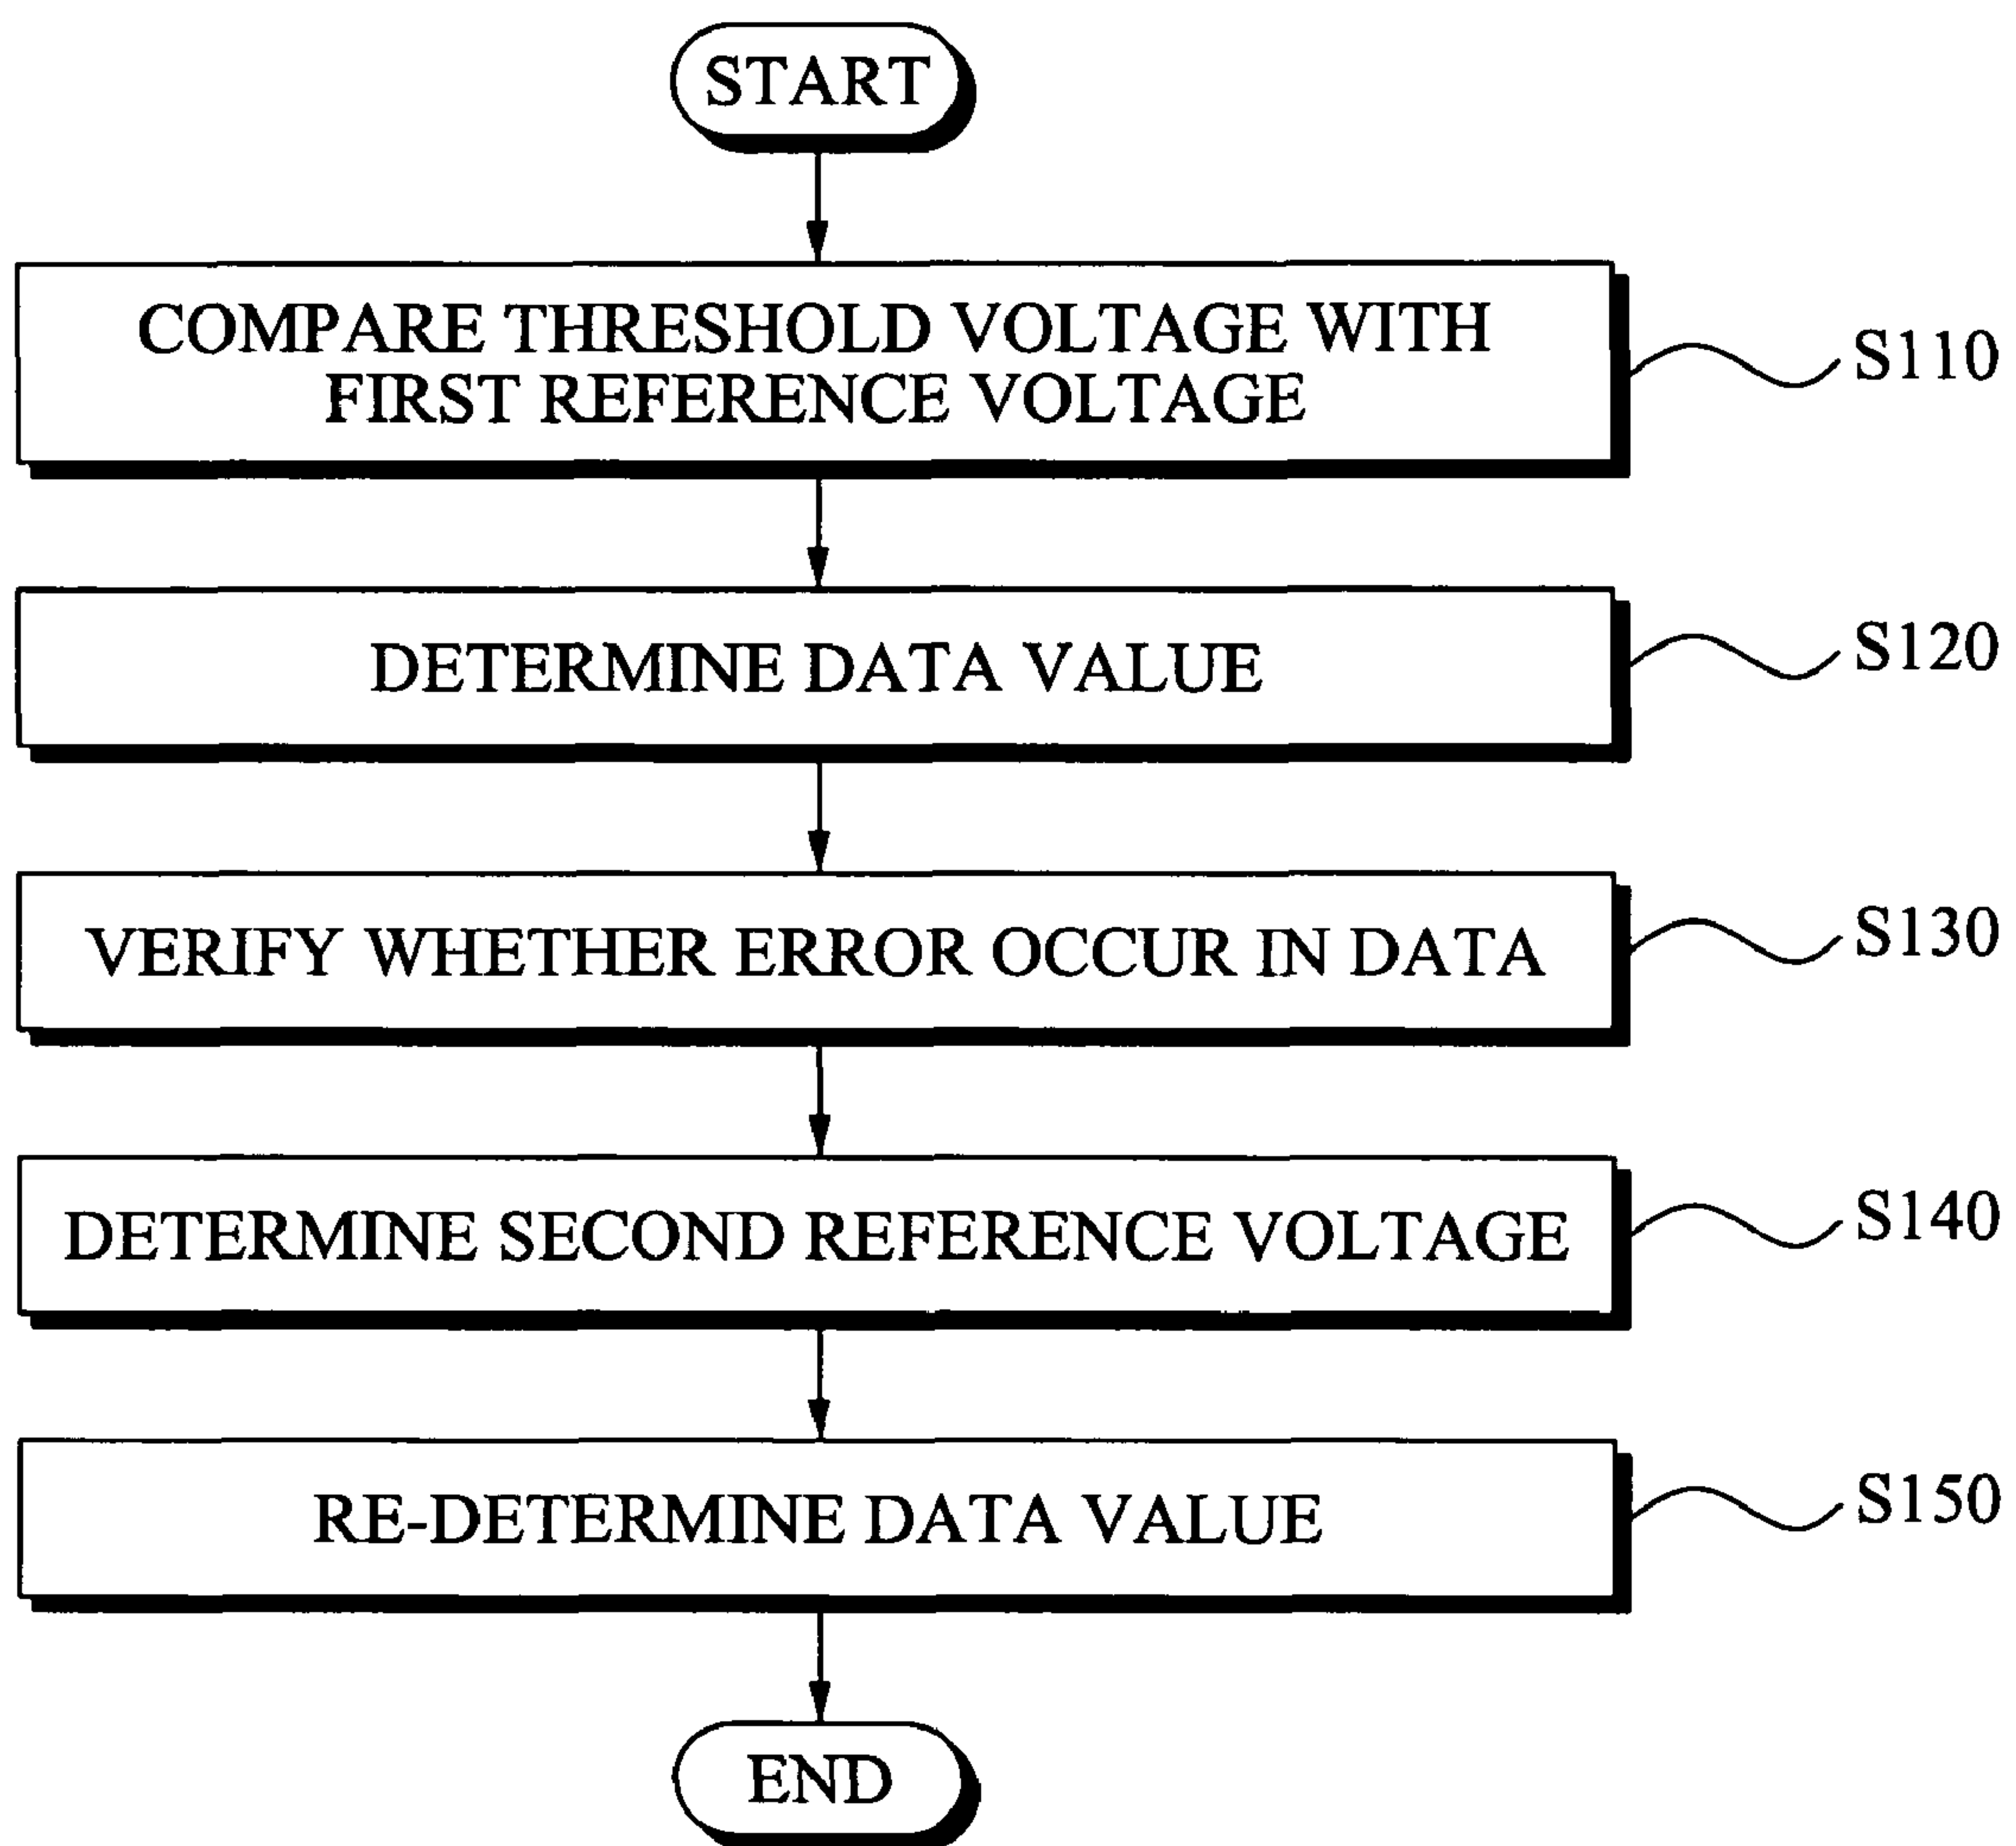 START
COMPARE THRESHOLD VOLTAGE WITH
FIRST REFERENCE VOLTAGE
S110
DETERMINE DATA VALUE
S120
VERIFY WHETHER ERROR OCCUR IN DATA
S130
DETERMINE SECOND REFERENCE VOLTAGE
S140
RE-DETERMINE DATA VALUE
S150
END